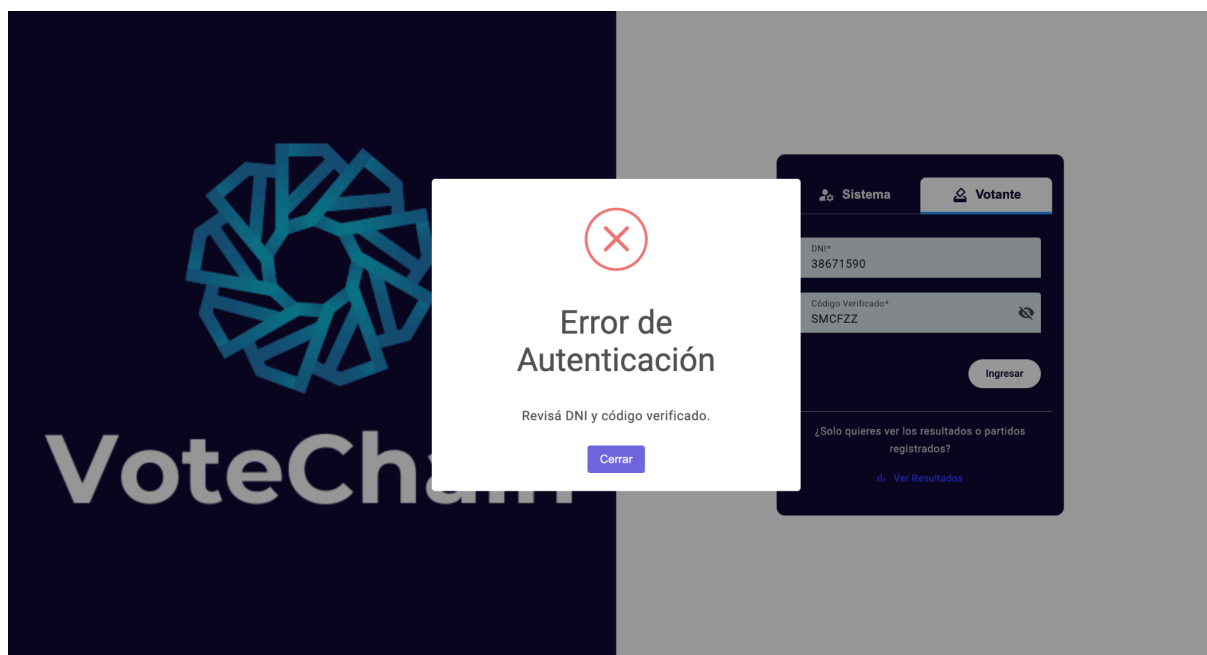 VoteChain
Error de
Autenticación
Revisá DNI y código verificado.
Cerrar
Sistema
Votante
DNI*
38671590
Código Verificado*
SMCFZZ
Ingresar
¿Solo quieres ver los resultados o partidos
registrados?
Ver Resultados